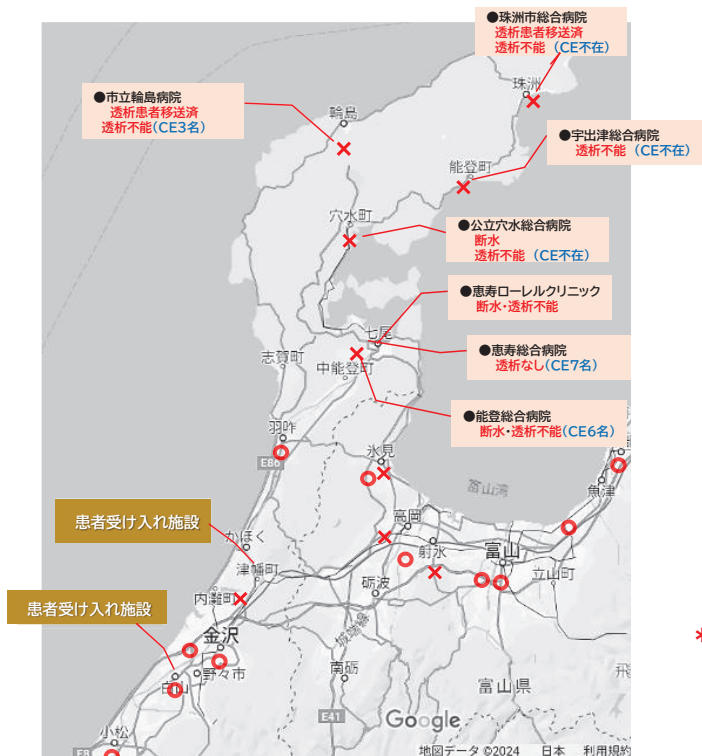 ●珠洲市総合病院
透析患者移送済
透析不能 （CE不在）
●市立輪島病院
透析患者移送済
透析不能(CE3名)
珠洲
輪島
●宇出津総合病院
透析不能 （CE不在）
能登町
穴水町
●公立穴水総合病院
断水
透析不能 （CE不在）
●恵寿ローレルクリニック
断水・透析不能
七尾
志賀町
中能登町
●恵寿総合病院
透析なし(CE7名)
●能登総合病院
断水・透析不能(CE6名)
羽咋
E86
氷見
富山湾
魚津
患者受け入れ施設
かほく
高岡
射水
富山
津幡町
立山町
砺波
内灘町
患者受け入れ施設
城端線
金沢
野々市
白山
南砺
富山県
飛
小松
E41
Google
E8
地図データ ©2024 日本 利用規約
*